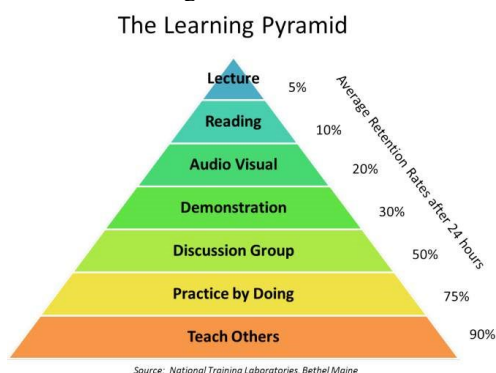 The Learning Pyramid
Lecture
5%
Reading
10%
Audio Visual
20%
Demonstration
30%
Discussion Group
50%
Practice by Doing
75%
Teach Others
90%
Average Retention Rates after 24 hours
Source: National Training Laboratories, Bethel Maine